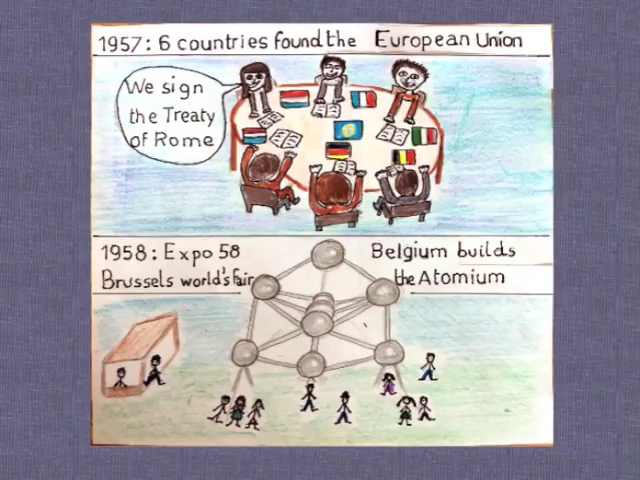 1957: 6 countries found the European Union
We sign
the Treaty
of Rome
1958: Expo 58
Brussels world's fair
Belgium builds
the Atomium